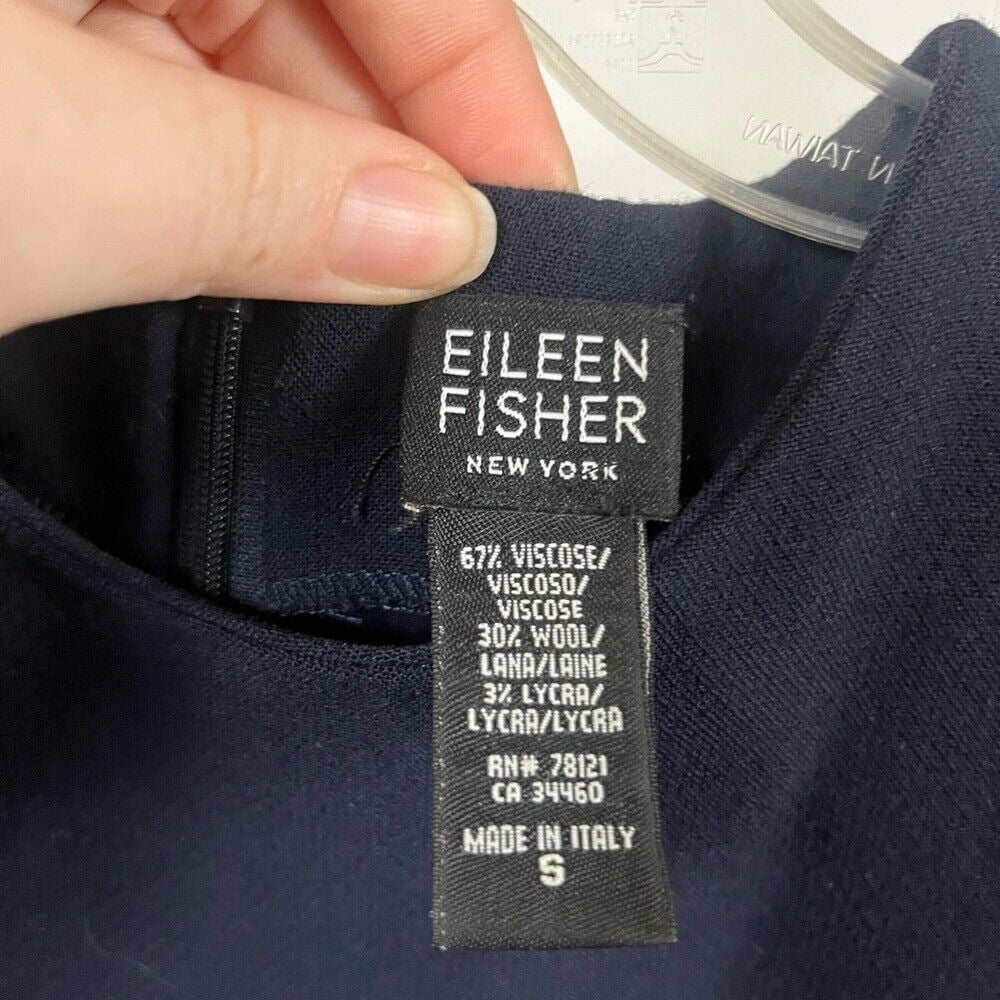 N TAIWAN
EILEEN
FISHER
NEW YORK
67% VISCOSE/
VISCOSO/
VISCOSE
30% WOOL/
LANA/LAINE
3% LYCRA/
LYCRA/LYCRA
RN# 78121
CA 34460
MADE IN ITALY
S